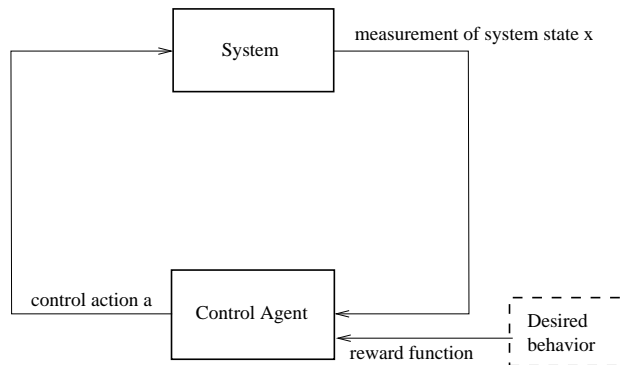 System
measurement of system state x
control action a
Control Agent
Desired
behavior
reward function